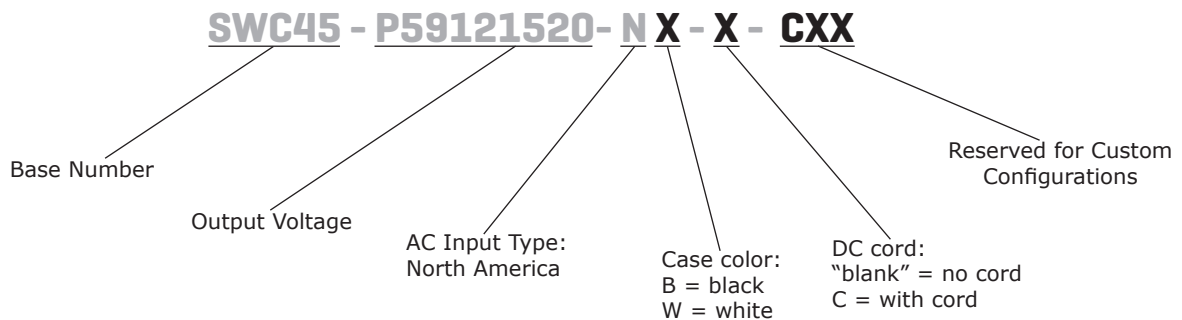 SWC45 - P59121520- N X - X - CXX
Base Number
Output Voltage
AC Input Type:
North America
Case color:
B = black
W = white
DC cord:
“blank” = no cord
C = with cord
Reserved for Custom
Configurations